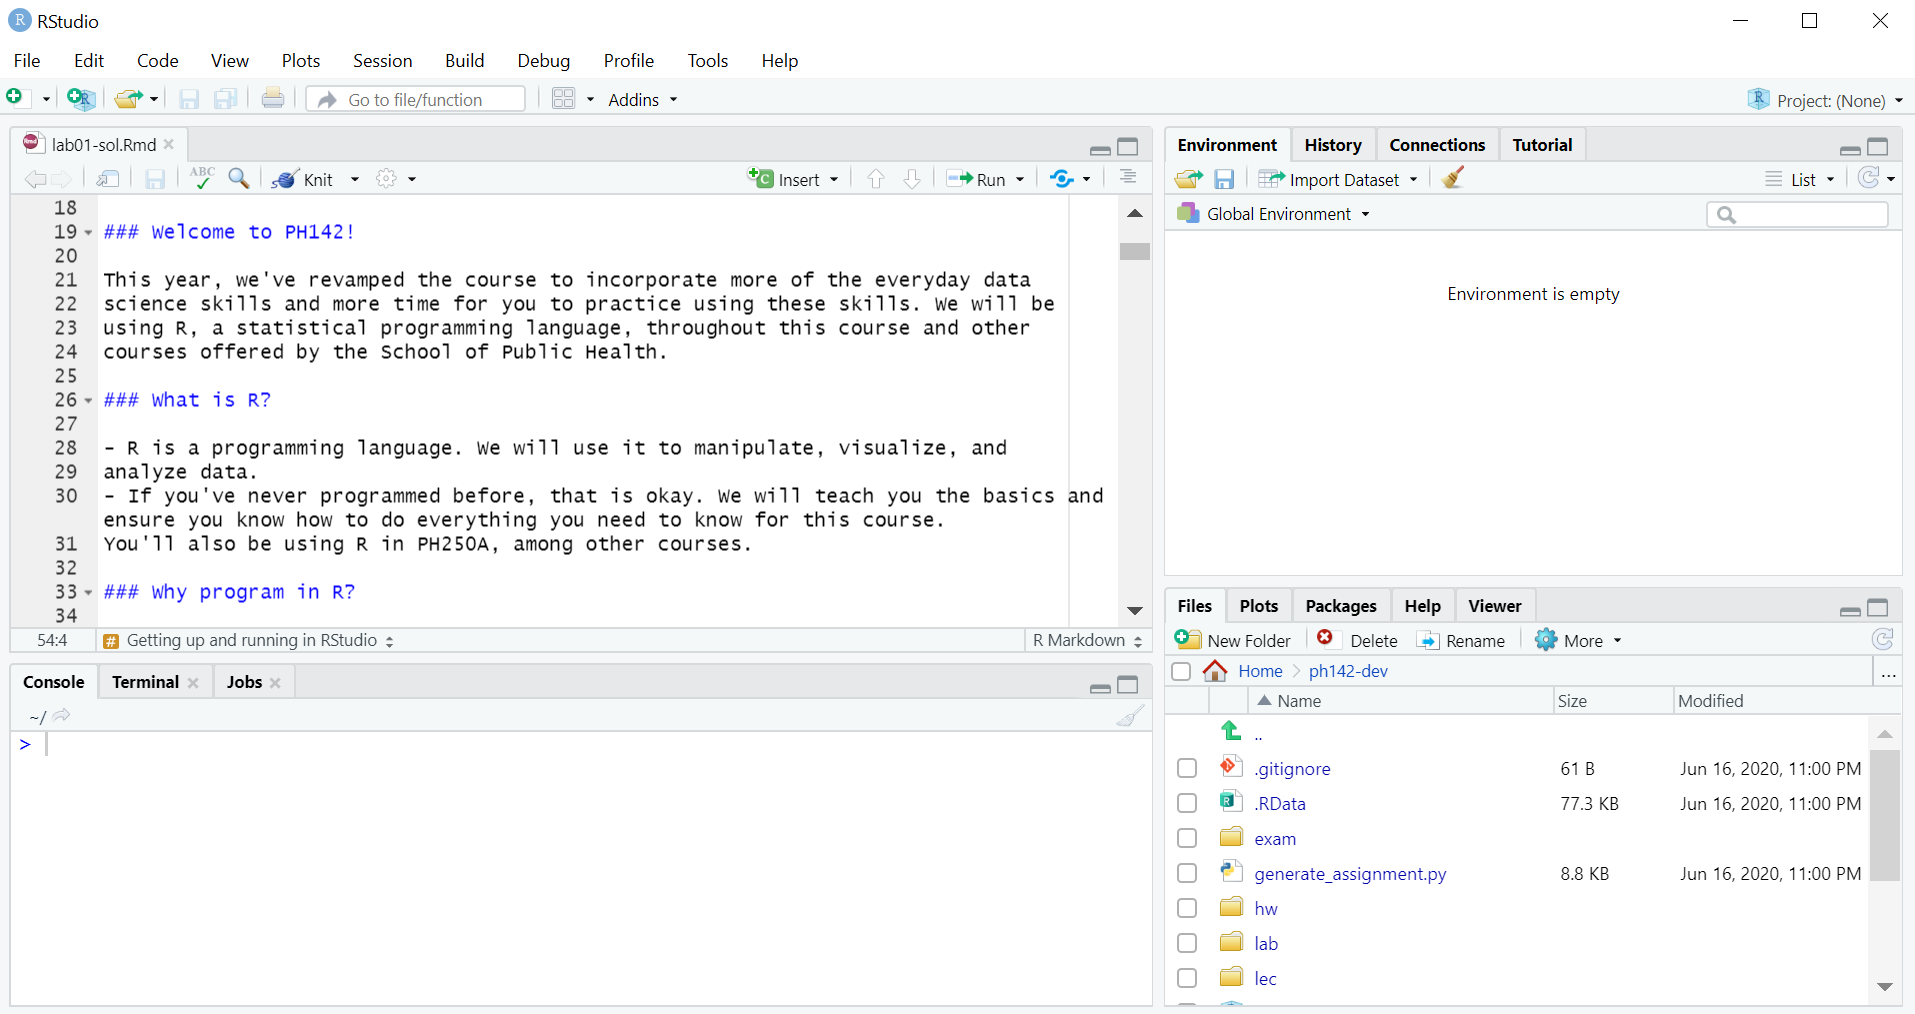 RStudio
File Edit Code View Plots Session Build Debug Profile Tools Help
Go to file/function Addins Project: (None)
lab01-sol.Rmd
ABC Knit Insert Run
18
19 ### Welcome to PH142!
20
21 This year, we've revamped the course to incorporate more of the everyday data
22 science skills and more time for you to practice using these skills. We will be
23 using R, a statistical programming language, throughout this course and other
24 courses offered by the School of Public Health.
25
26 ### What is R?
27
28 - R is a programming language. We will use it to manipulate, visualize, and
29 analyze data.
30 - If you've never programmed before, that is okay. We will teach you the basics and
ensure you know how to do everything you need to know for this course.
31 You'll also be using R in PH250A, among other courses.
32
33 ### Why program in R?
34
54:4 # Getting up and running in RStudio R Markdown
Console Terminal Jobs
~/
>
Environment History Connections Tutorial
Import Dataset List
Global Environment
Environment is empty
Files Plots Packages Help Viewer
New Folder Delete Rename More
Home ph142-dev ...
Name Size Modified
..
.gitignore 61 B Jun 16, 2020, 11:00 PM
.RData 77.3 KB Jun 16, 2020, 11:00 PM
exam
generate_assignment.py 8.8 KB Jun 16, 2020, 11:00 PM
hw
lab
lec